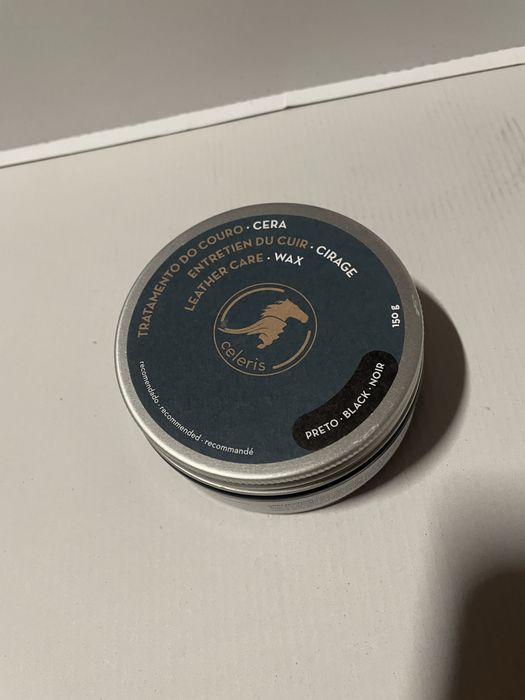 TRATAMENTO DO COURO · CERA
ENTRETIEN DU CUIR · CIRAGE
LEATHER CARE · WAX
celeris
150 g
PRETO · BLACK · NOIR
recomendado · recommended · recommandé